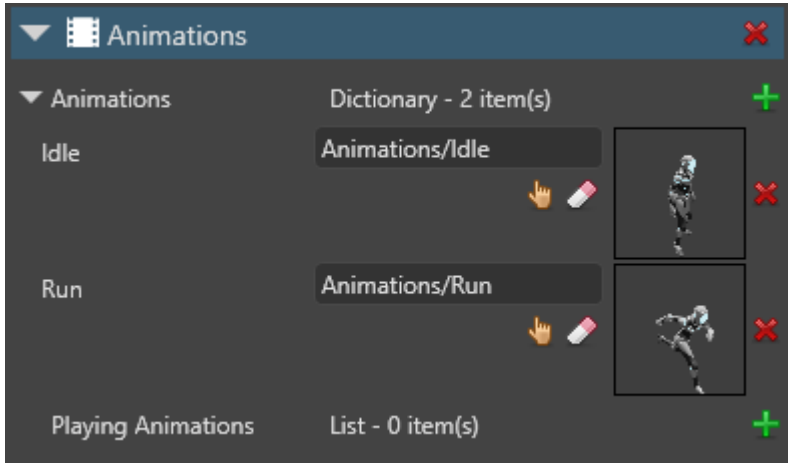 Animations
Animations Dictionary - 2 item(s)
Idle Animations/Idle
Run Animations/Run
Playing Animations List - 0 item(s)